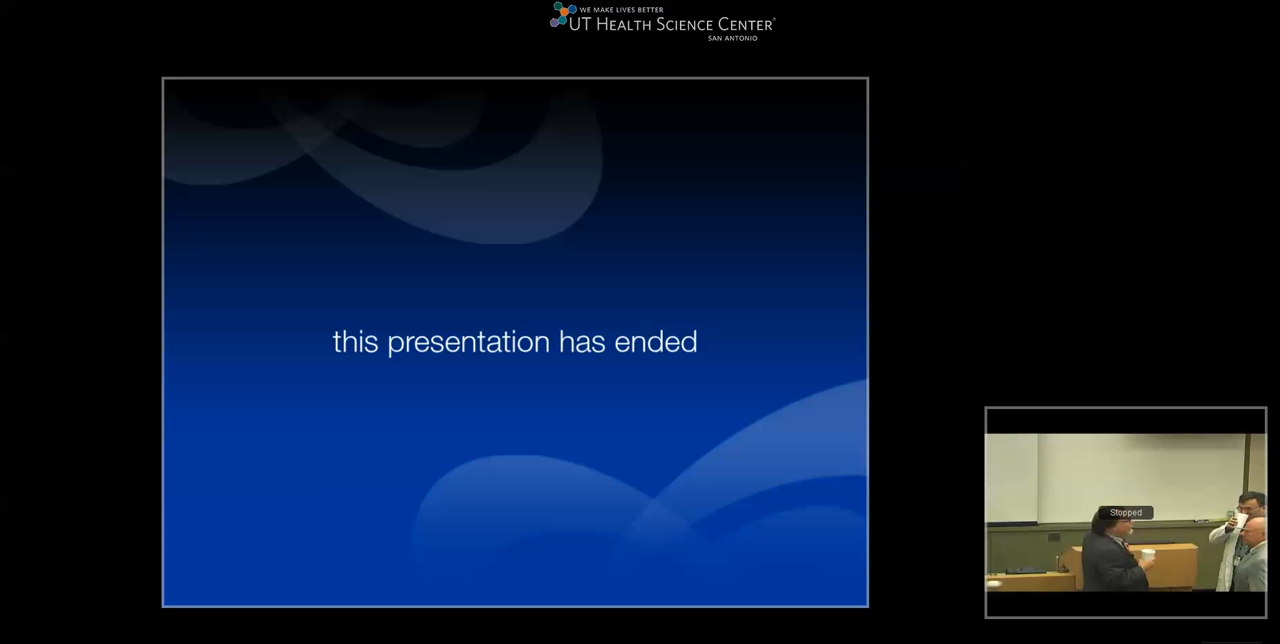 WE MAKE LIVES BETTER
UT HEALTH SCIENCE CENTER®
SAN ANTONIO
this presentation has ended
Stopped